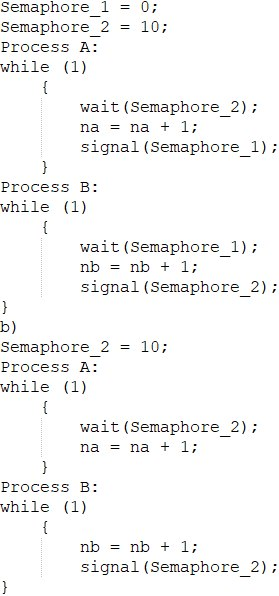 Semaphore_1 = 0;
Semaphore_2 = 10;
Process A:
while (1)
    {
        wait(Semaphore_2);
        na = na + 1;
        signal(Semaphore_1);
    }
Process B:
while (1)
    {
        wait(Semaphore_1);
        nb = nb + 1;
        signal(Semaphore_2);
}
b)
Semaphore_2 = 10;
Process A:
while (1)
    {
        wait(Semaphore_2);
        na = na + 1;
    }
Process B:
while (1)
    {
        nb = nb + 1;
        signal(Semaphore_2);
}